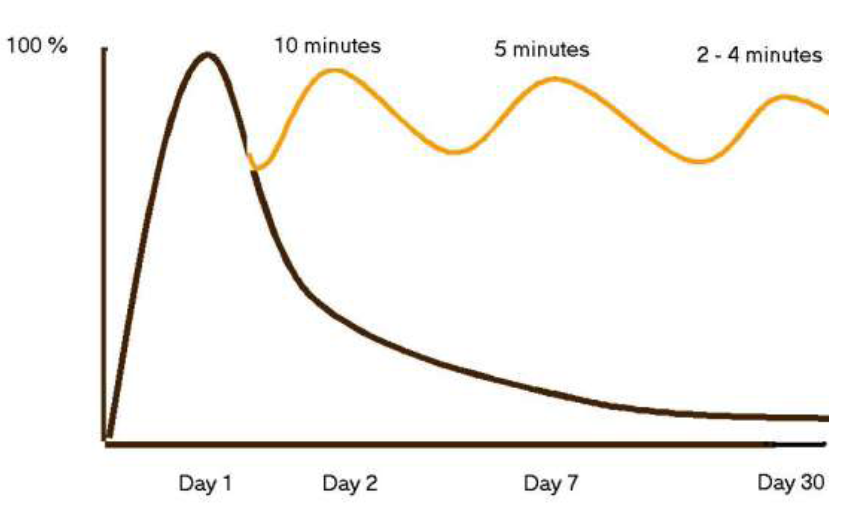 100 %
10 minutes
5 minutes
2 - 4 minutes
Day 1
Day 2
Day 7
Day 30